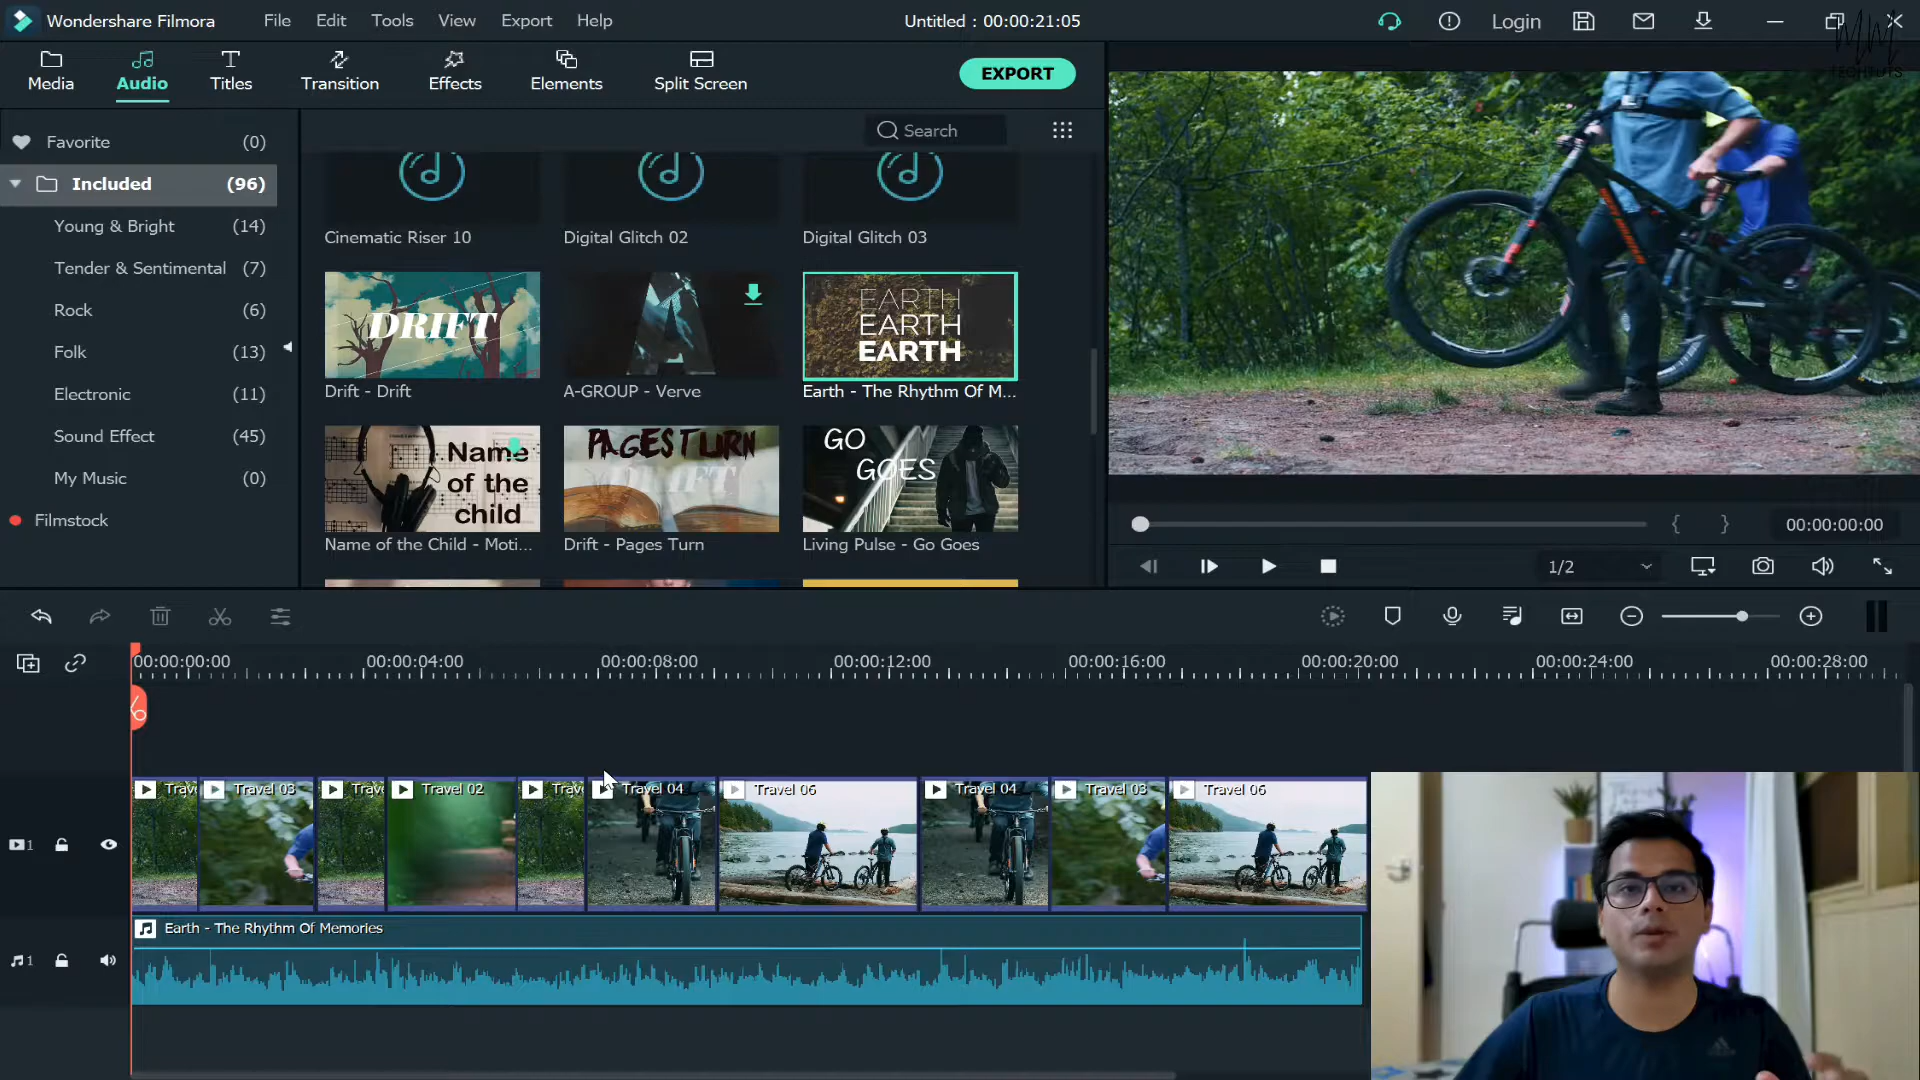 Wondershare Filmora File Edit Tools View Export Help Untitled : 00:00:21:05 Login
Media Audio Titles Transition Effects Elements Split Screen EXPORT
TECHTUTS
Favorite (0)
Search
Included (96)
Young & Bright (14)
Tender & Sentimental (7)
Rock (6)
Folk (13)
Electronic (11)
Sound Effect (45)
My Music (0)
Filmstock
Cinematic Riser 10 Digital Glitch 02 Digital Glitch 03
DRIFT
EARTH
EARTH
EARTH
Drift - Drift A-GROUP - Verve Earth - The Rhythm Of M...
Name
of the
child
PAGES TURN
DRIFT
GO
GOES
Name of the Child - Moti... Drift - Pages Turn Living Pulse - Go Goes
{ } 00:00:00:00
1/2
00:00:00:00 00:00:04:00 00:00:08:00 00:00:12:00 00:00:16:00 00:00:20:00 00:00:24:00 00:00:28:00
Trave Travel 03 Trave Travel 02 Trave Travel 04 Travel 06 Travel 04 Travel 03 Travel 06
1
Earth - The Rhythm Of Memories
1